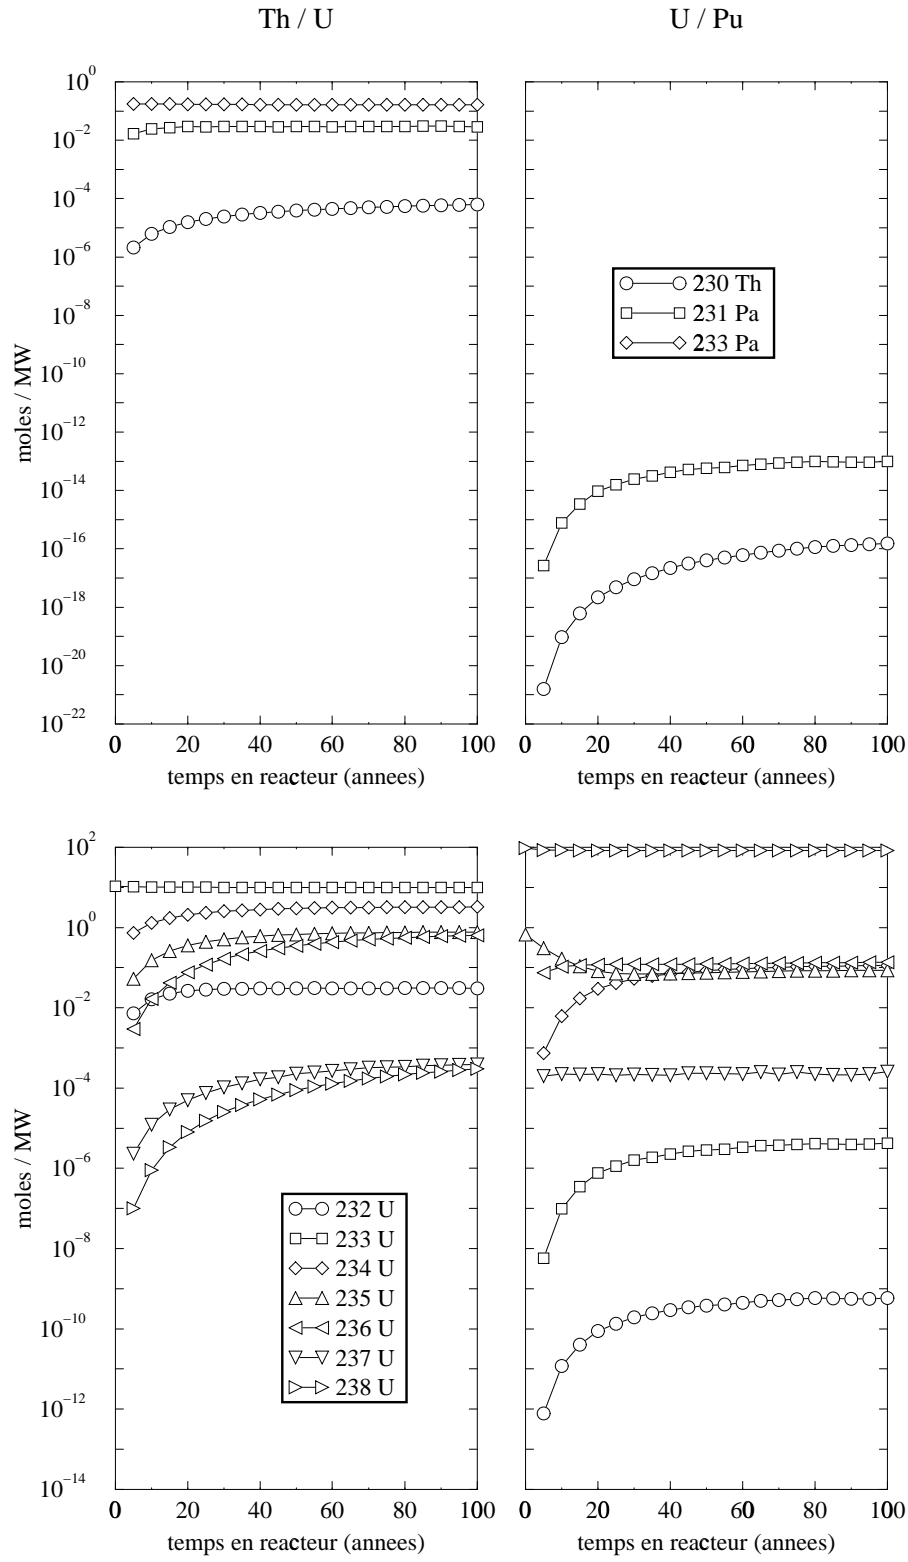 Th / U
U / Pu
moles / MW
10^0
10^−2
10^−4
10^−6
10^−8
10^−10
10^−12
10^−14
10^−16
10^−18
10^−20
10^−22
0 20 40 60 80 100
temps en reacteur (annees)
230 Th
231 Pa
233 Pa
0 20 40 60 80 100
temps en reacteur (annees)
moles / MW
10^2
10^0
10^−2
10^−4
10^−6
10^−8
10^−10
10^−12
10^−14
232 U
233 U
234 U
235 U
236 U
237 U
238 U
0 20 40 60 80 100
temps en reacteur (annees)
0 20 40 60 80 100
temps en reacteur (annees)